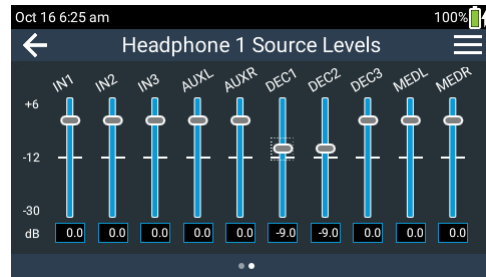 Oct 16 6:25 am 100%
Headphone 1 Source Levels
IN1 IN2 IN3 AUXL AUXR DEC1 DEC2 DEC3 MEDL MEDR
+6
-12
-30
dB 0.0 0.0 0.0 0.0 0.0 -9.0 -9.0 0.0 0.0 0.0